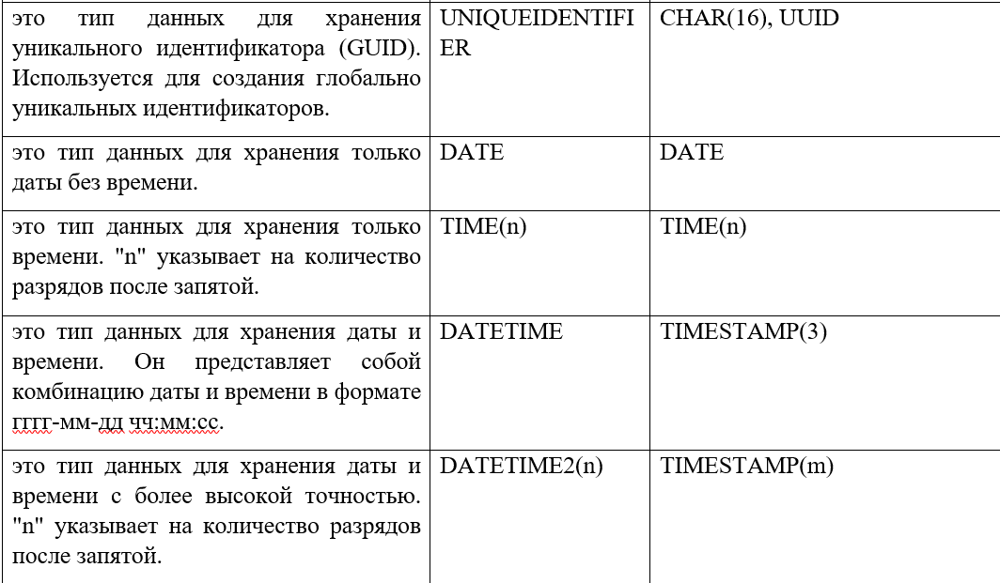 это тип данных для хранения
уникального идентификатора (GUID).
Используется для создания глобально
уникальных идентификаторов.
UNIQUEIDENTIFI
ER
CHAR(16), UUID
это тип данных для хранения только
даты без времени.
DATE
DATE
это тип данных для хранения только
времени. "n" указывает на количество
разрядов после запятой.
TIME(n)
TIME(n)
это тип данных для хранения даты и
времени. Он представляет собой
комбинацию даты и времени в формате
гггг-мм-дд чч:мм:сс.
DATETIME
TIMESTAMP(3)
это тип данных для хранения даты и
времени с более высокой точностью.
"n" указывает на количество разрядов
после запятой.
DATETIME2(n)
TIMESTAMP(m)